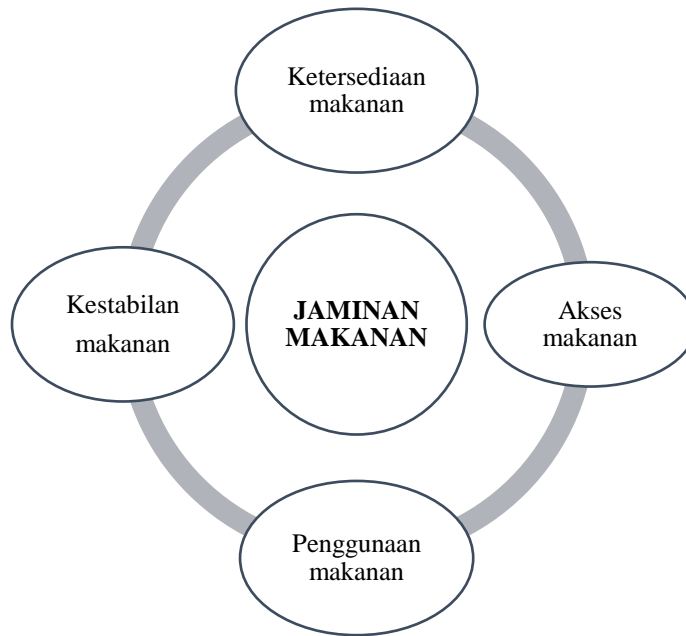 Ketersediaan
makanan
Kestabilan
makanan
JAMINAN
MAKANAN
Akses
makanan
Penggunaan
makanan